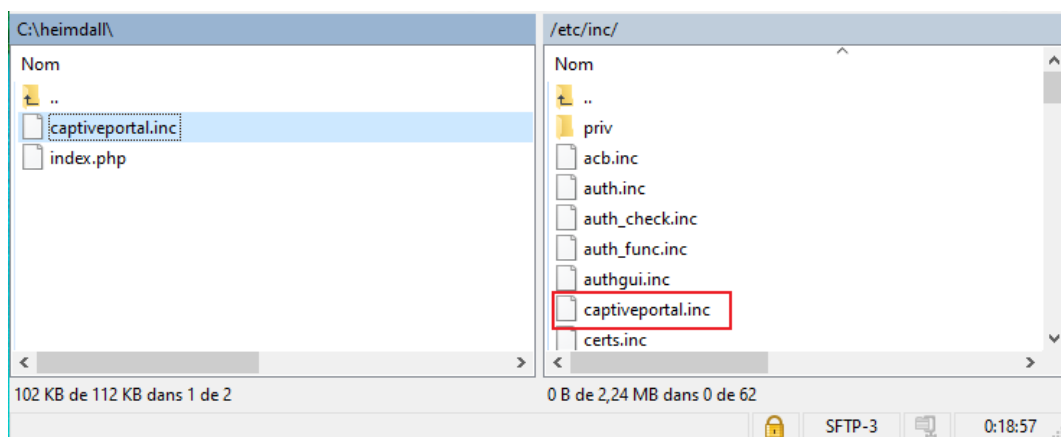 C:\heimdall\
Nom
..
captiveportal.inc
index.php
102 KB de 112 KB dans 1 de 2
/etc/inc/
Nom
..
priv
acb.inc
auth.inc
auth_check.inc
auth_func.inc
authgui.inc
captiveportal.inc
certs.inc
0 B de 2,24 MB dans 0 de 62
SFTP-3
0:18:57